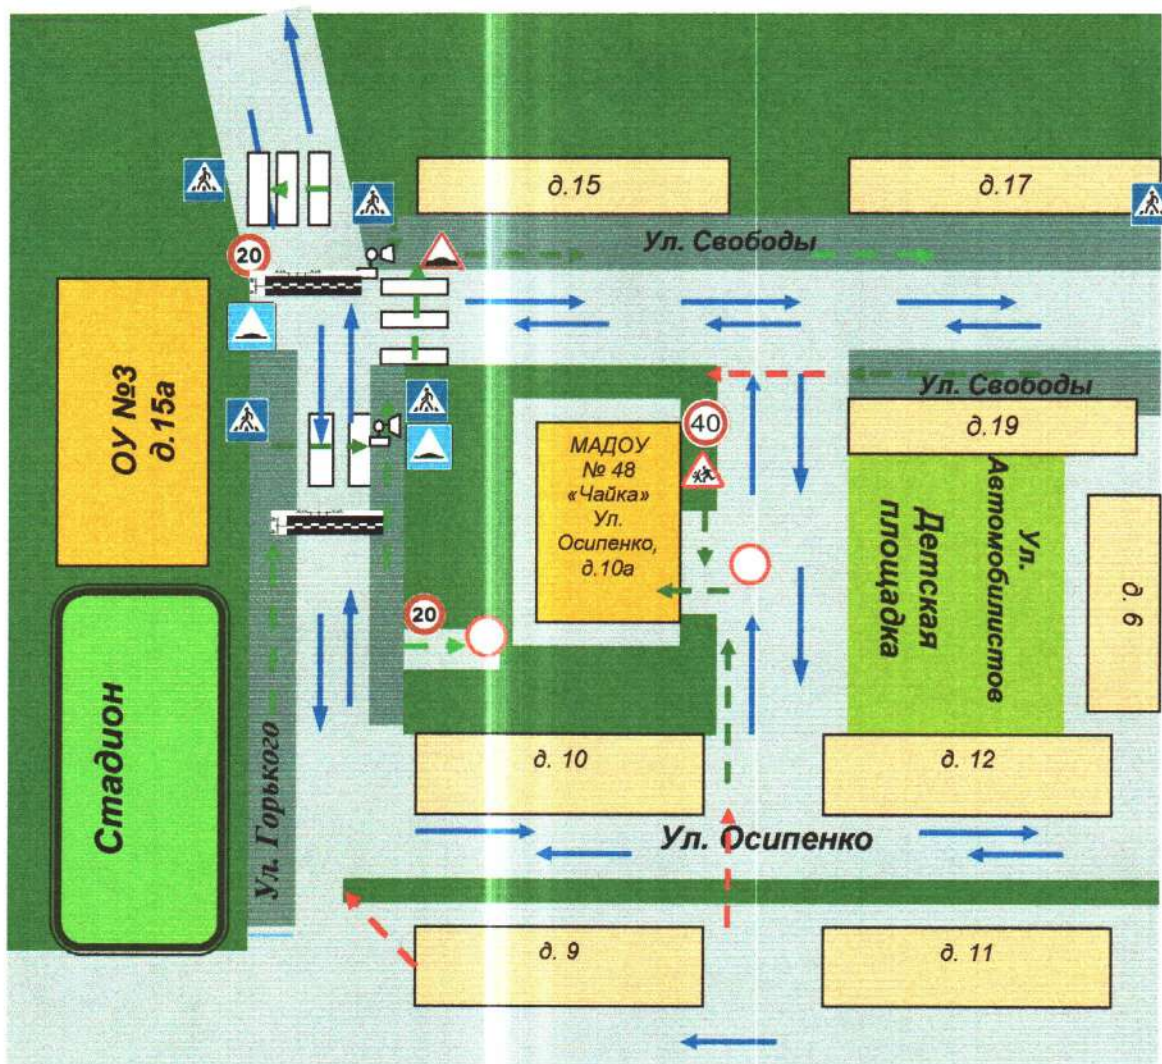 д.15
д.17
Ул. Свободы
20
ОУ №3
д.15а
Ул. Свободы
д.19
40
МАДОУ
№ 48
«Чайка»
Ул.
Осипенко,
д.10а
Ул.
Автомобилистов
Детская
площадка
д. 6
20
Стадион
Ул. Горького
д. 10
д. 12
Ул. Осипенко
д. 9
д. 11